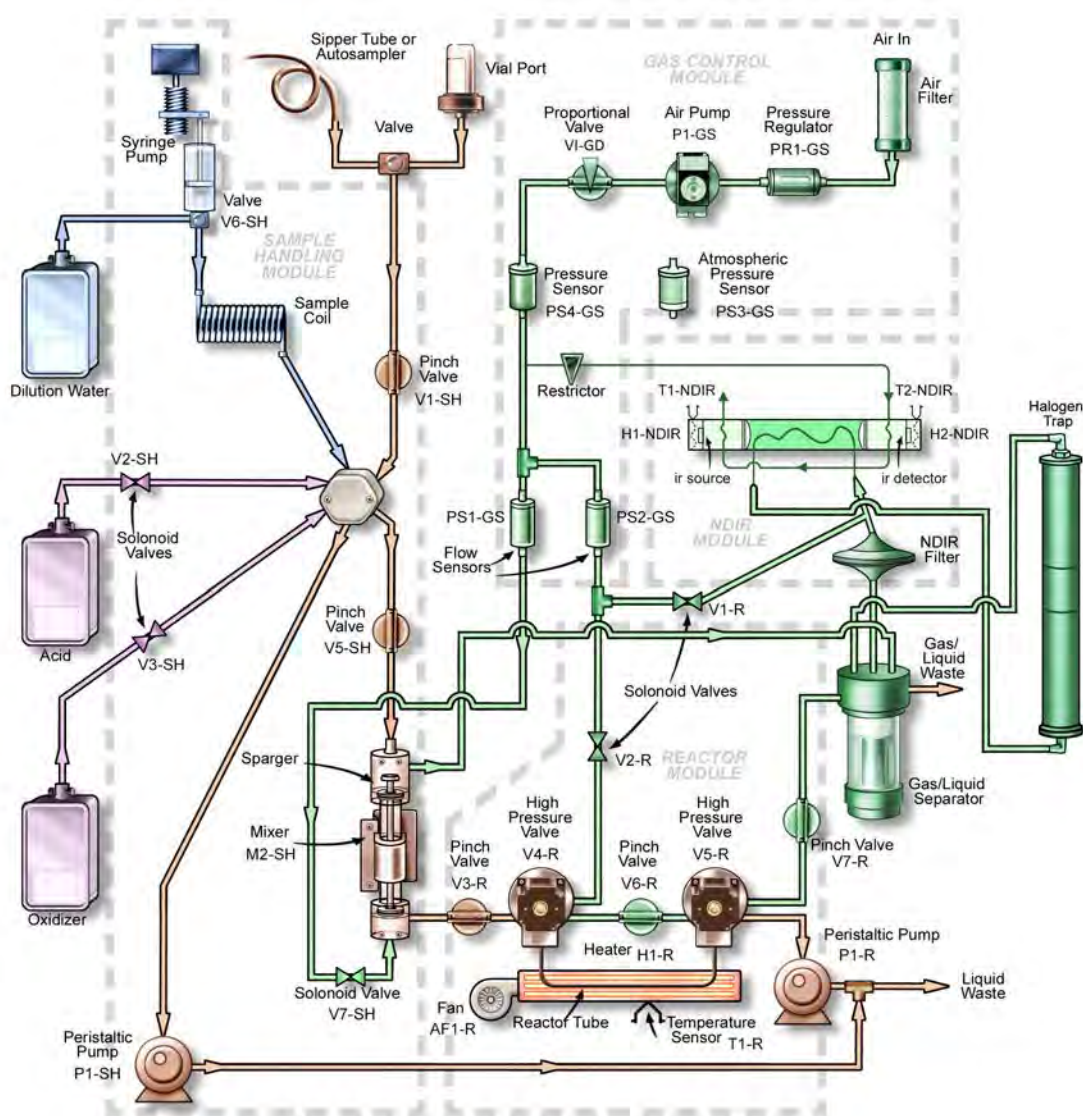 Sipper Tube or
Autosampler
Vial Port
GAS CONTROL
MODULE
Air In
Air
Filter
Syringe
Pump
Valve
Proportional
Valve
VI-GD
Air Pump
P1-GS
Pressure
Regulator
PR1-GS
Valve
V6-SH
SAMPLE
HANDLING
MODULE
Sample
Coil
Pressure
Sensor
PS4-GS
Atmospheric
Pressure
Sensor
PS3-GS
Dilution Water
Pinch
Valve
V1-SH
Restrictor
T1-NDIR
T2-NDIR
Halogen
Trap
H1-NDIR
H2-NDIR
ir source
ir detector
V2-SH
Solonoid
Valves
PS1-GS
PS2-GS
Flow
Sensors
NDIR
MODULE
NDIR
Filter
V1-R
Acid
V3-SH
Pinch
Valve
V5-SH
Solonoid Valves
Gas/
Liquid
Waste
Sparger
V2-R
REACTOR
MODULE
Gas/Liquid
Separator
Mixer
M2-SH
High
Pressure
Valve
V4-R
High
Pressure
Valve
V5-R
Pinch
Valve
V3-R
Pinch
Valve
V6-R
Pinch Valve
V7-R
Oxidizer
Heater
H1-R
Peristaltic Pump
P1-R
Solonoid Valve
V7-SH
Fan
AF1-R
Reactor Tube
Temperature
Sensor
T1-R
Liquid
Waste
Peristaltic
Pump
P1-SH